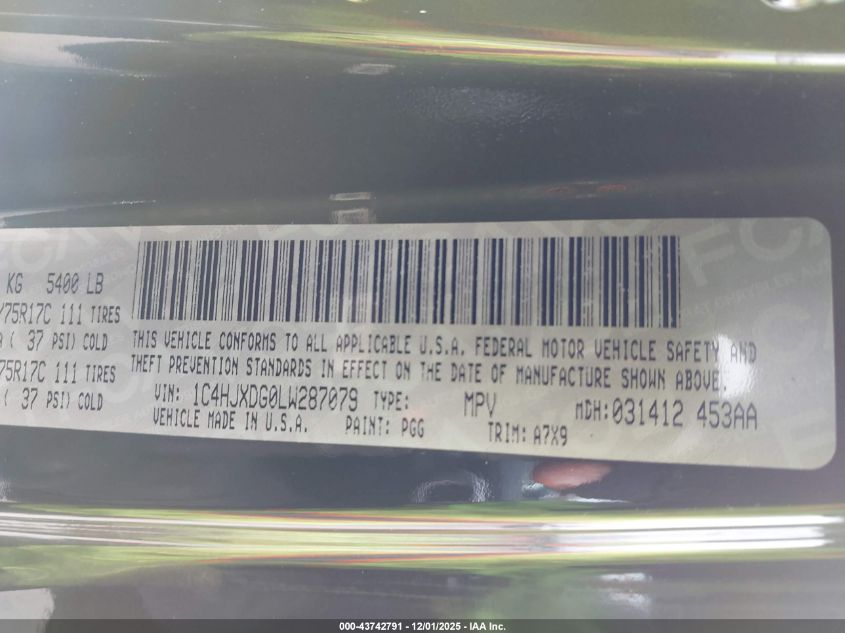 KG 5400 LB
75R17C 111 TIRES
( 37 PSI) COLD
75R17C 111 TIRES
( 37 PSI) COLD
THIS VEHICLE CONFORMS TO ALL APPLICABLE U.S.A. FEDERAL MOTOR VEHICLE SAFETY AND
THEFT PREVENTION STANDARDS IN EFFECT ON THE DATE OF MANUFACTURE SHOWN ABOVE.
VIN: 1C4HJXDG0LW287079 TYPE: MPV MDH: 031412 453AA
VEHICLE MADE IN U.S.A. PAINT: PGG TRIM: A7X9
000-43742791 - 12/01/2025 - IAA Inc.